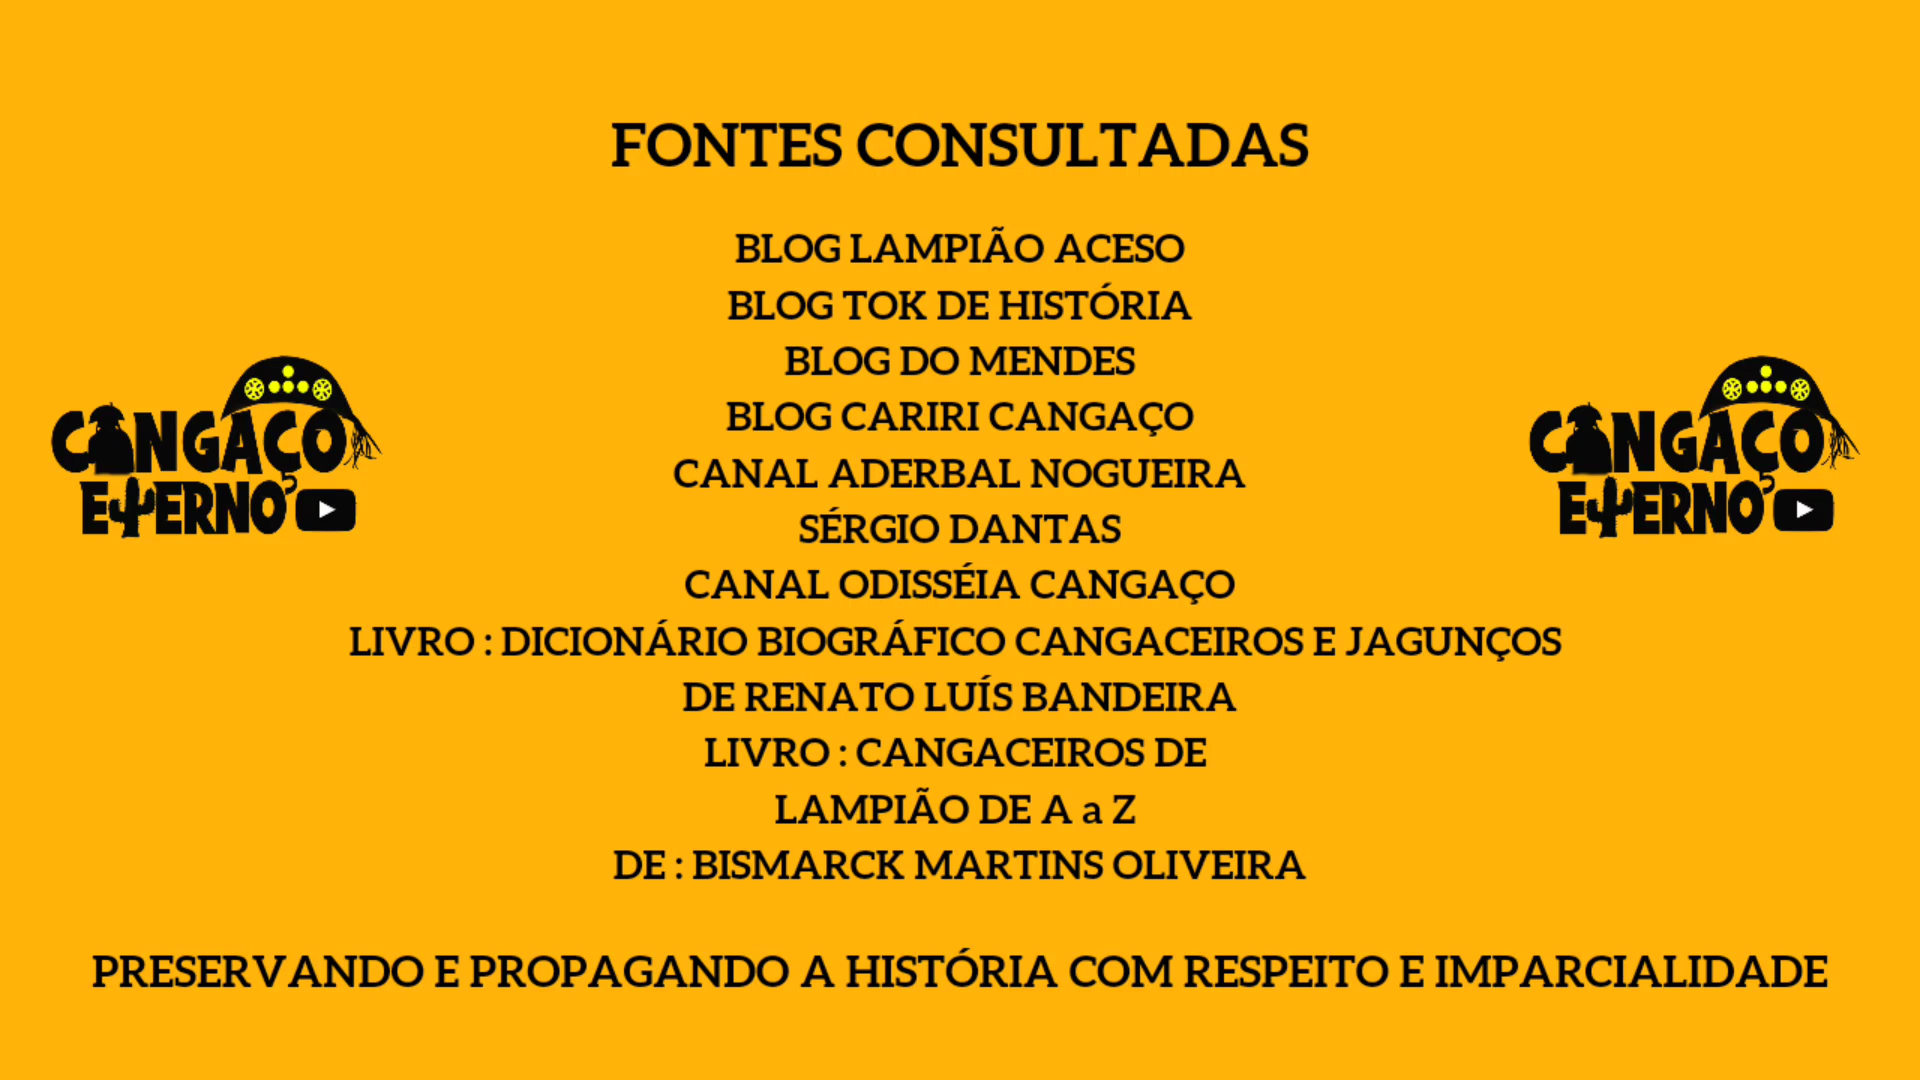 FONTES CONSULTADAS
BLOG LAMPIÃO ACESO
BLOG TOK DE HISTÓRIA
BLOG DO MENDES
BLOG CARIRI CANGAÇO
CANAL ADERBAL NOGUEIRA
SÉRGIO DANTAS
CANAL ODISSÉIA CANGAÇO
LIVRO : DICIONÁRIO BIOGRÁFICO CANGACEIROS E JAGUNÇOS
DE RENATO LUÍS BANDEIRA
LIVRO : CANGACEIROS DE
LAMPIÃO DE A a Z
DE : BISMARCK MARTINS OLIVEIRA
CANGAÇO
ETERNO
CANGAÇO
ETERNO
PRESERVANDO E PROPAGANDO A HISTÓRIA COM RESPEITO E IMPARCIALIDADE